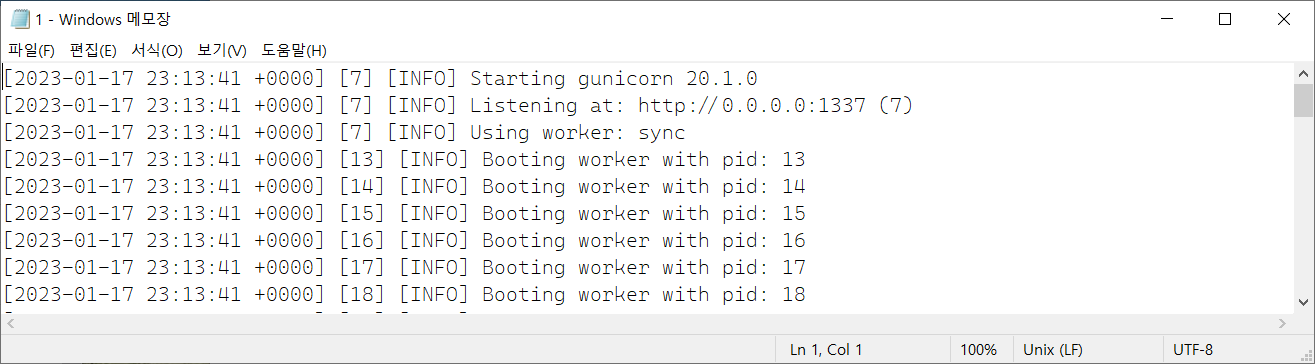 1 - Windows 메모장
파일(F) 편집(E) 서식(O) 보기(V) 도움말(H)
[2023-01-17 23:13:41 +0000] [7] [INFO] Starting gunicorn 20.1.0
[2023-01-17 23:13:41 +0000] [7] [INFO] Listening at: http://0.0.0.0:1337 (7)
[2023-01-17 23:13:41 +0000] [7] [INFO] Using worker: sync
[2023-01-17 23:13:41 +0000] [13] [INFO] Booting worker with pid: 13
[2023-01-17 23:13:41 +0000] [14] [INFO] Booting worker with pid: 14
[2023-01-17 23:13:41 +0000] [15] [INFO] Booting worker with pid: 15
[2023-01-17 23:13:41 +0000] [16] [INFO] Booting worker with pid: 16
[2023-01-17 23:13:41 +0000] [17] [INFO] Booting worker with pid: 17
[2023-01-17 23:13:41 +0000] [18] [INFO] Booting worker with pid: 18
Ln 1, Col 1 100% Unix (LF) UTF-8